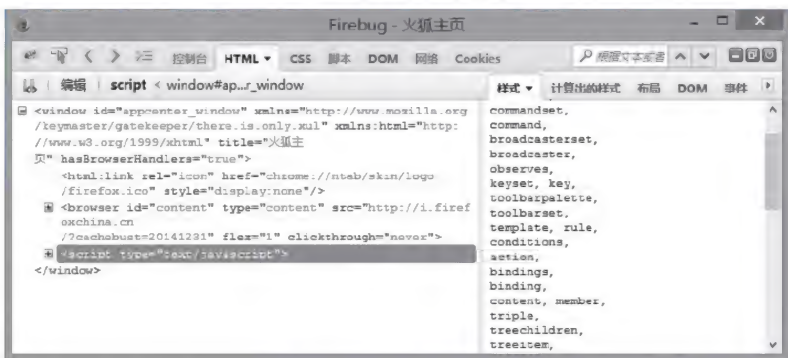 Firebug - 火狐主页
控制台 HTML CSS 脚本 DOM 网络 Cookies
编辑 script < window#ap...r_window
样式 计算出的样式 布局 DOM 事件
<window id="appcenter_window" xmlns="http://www.mozilla.org
/keymaster/gatekeeper/there.is.only.xul" xmlns:html="http:
//www.w3.org/1999/xhtml" title="火狐主
页" hasBrowserHandlers="true">
<html:link rel="icon" href="chrome://ntab/skin/logo
/firefox.ico" style="display:none"/>
<browser id="content" type="content" src="http://i.firef
oxchina.cn
/?cachebust=20141231" flex="1" clickthrough="never">
<script type="text/javascript">
</window>
commandset,
command,
broadcasterset,
broadcaster,
observes,
keyset, key,
toolbarpalette,
toolbarset,
template, rule,
conditions,
action,
bindings,
binding,
content, member,
triple,
treechildren,
treeitem,